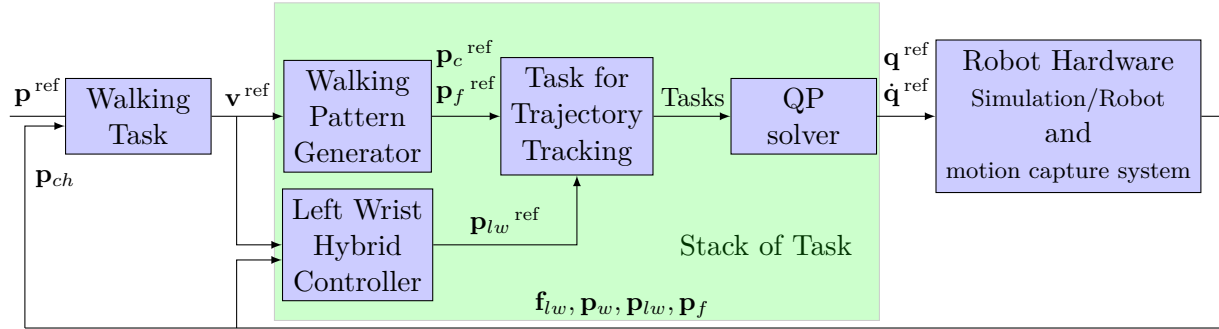 p^ref
Walking
Task
p_ch
v^ref
Walking
Pattern
Generator
Left Wrist
Hybrid
Controller
p_c^ref
p_f^ref
p_lw^ref
Task for
Trajectory
Tracking
Tasks
QP
solver
Stack of Task
f_lw, p_w, p_lw, p_f
q^ref
q̇^ref
Robot Hardware
Simulation/Robot
and
motion capture system